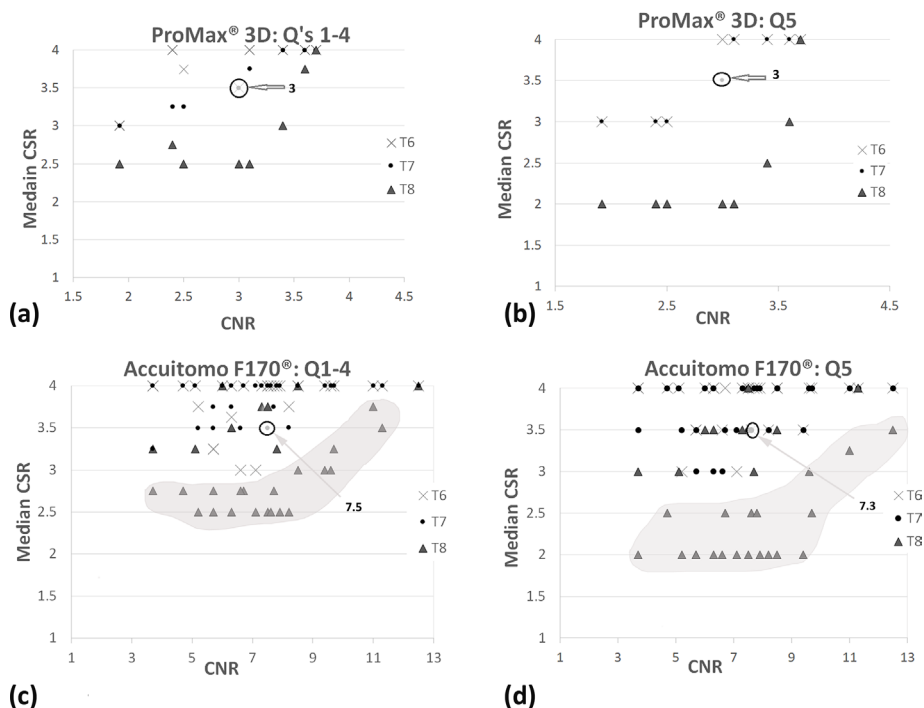 ProMax® 3D: Q's 1-4
4
3.5
3
2.5
2
1.5
1
1.5
2
2.5
3
3.5
4
4.5
Medain CSR
CNR
3
T6
T7
T8
(a)
ProMax® 3D: Q5
4
3.5
3
2.5
2
1.5
1
1.5
2.5
3.5
4.5
Median CSR
CNR
3
T6
T7
T8
(b)
Accuitomo F170®: Q1-4
4
3.5
3
2.5
2
1.5
1
1
3
5
7
9
11
13
Median CSR
CNR
7.5
T6
T7
T8
(c)
Accuitomo F170®: Q5
4
3.5
3
2.5
2
1.5
1
1
3
5
7
9
11
13
Median CSR
CNR
7.3
T6
T7
T8
(d)